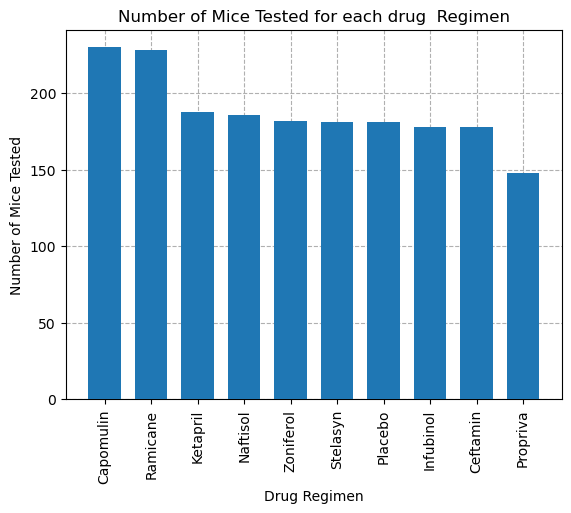 Number of Mice Tested for each drug  Regimen
Number of Mice Tested
200
150
100
50
0
Capomulin
Ramicane
Ketapril
Naftisol
Zoniferol
Stelasyn
Placebo
Infubinol
Ceftamin
Propriva
Drug Regimen